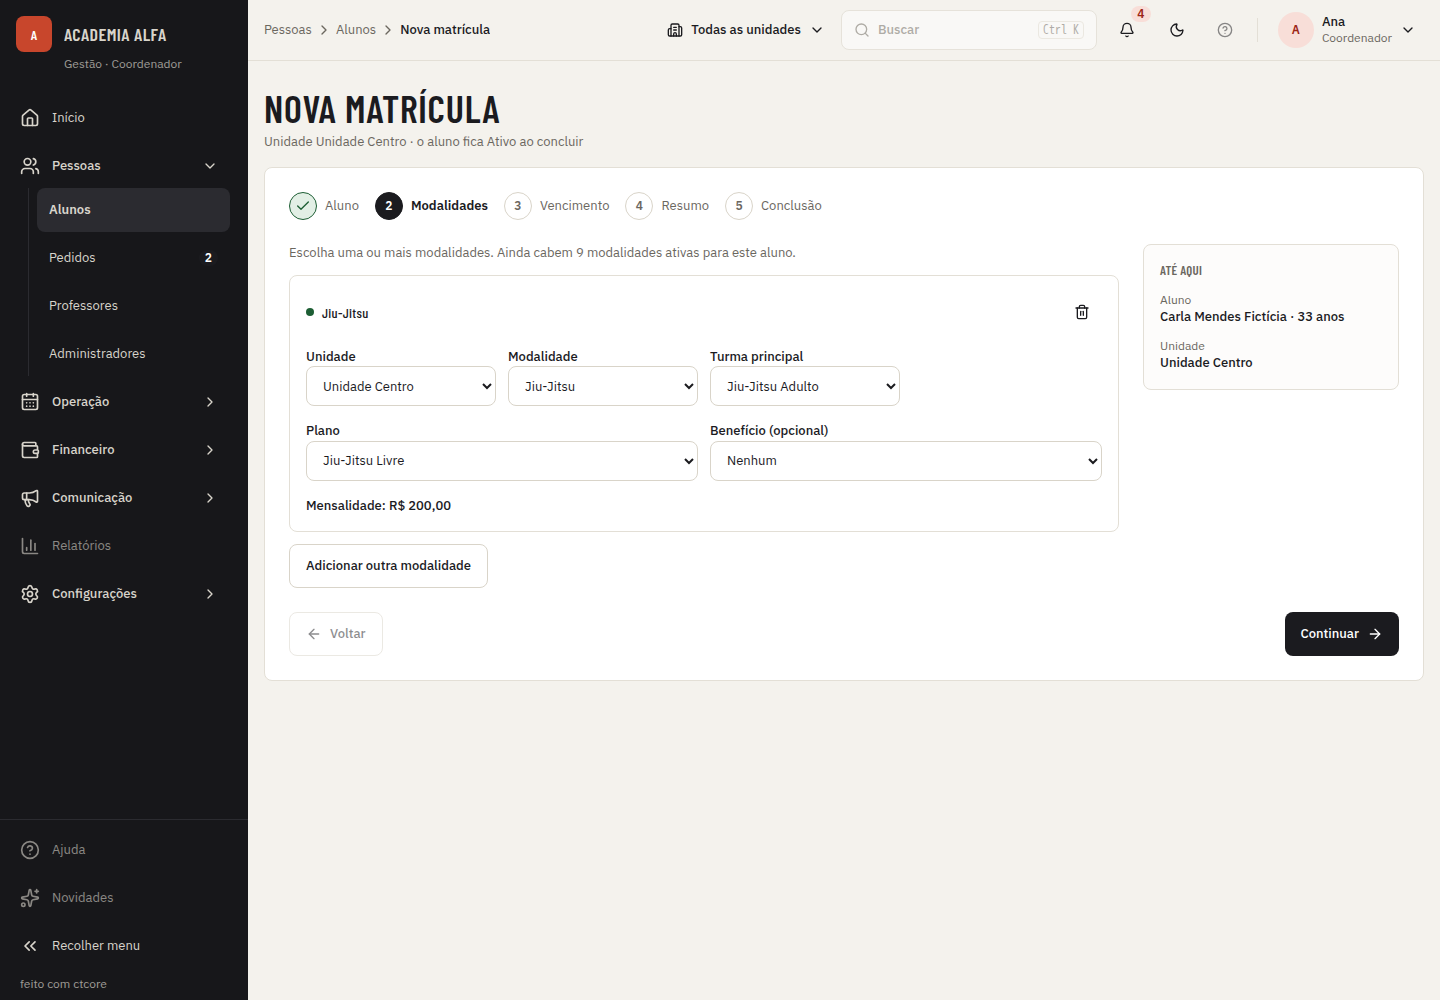 A
ACADEMIA ALFA
Gestão · Coordenador
Início
Pessoas
Alunos
Pedidos 2
Professores
Administradores
Operação
Financeiro
Comunicação
Relatórios
Configurações
Ajuda
Novidades
Recolher menu
feito com ctcore
Pessoas > Alunos > Nova matrícula
Todas as unidades
Buscar Ctrl K
4
A
Ana
Coordenador
NOVA MATRÍCULA
Unidade Unidade Centro · o aluno fica Ativo ao concluir
Aluno 2 Modalidades 3 Vencimento 4 Resumo 5 Conclusão
Escolha uma ou mais modalidades. Ainda cabem 9 modalidades ativas para este aluno.
Jiu-Jitsu
Unidade Modalidade Turma principal
Unidade Centro Jiu-Jitsu Jiu-Jitsu Adulto
Plano Benefício (opcional)
Jiu-Jitsu Livre Nenhum
Mensalidade: R$ 200,00
Adicionar outra modalidade
Voltar
Continuar
ATÉ AQUI
Aluno
Carla Mendes Fictícia · 33 anos
Unidade
Unidade Centro